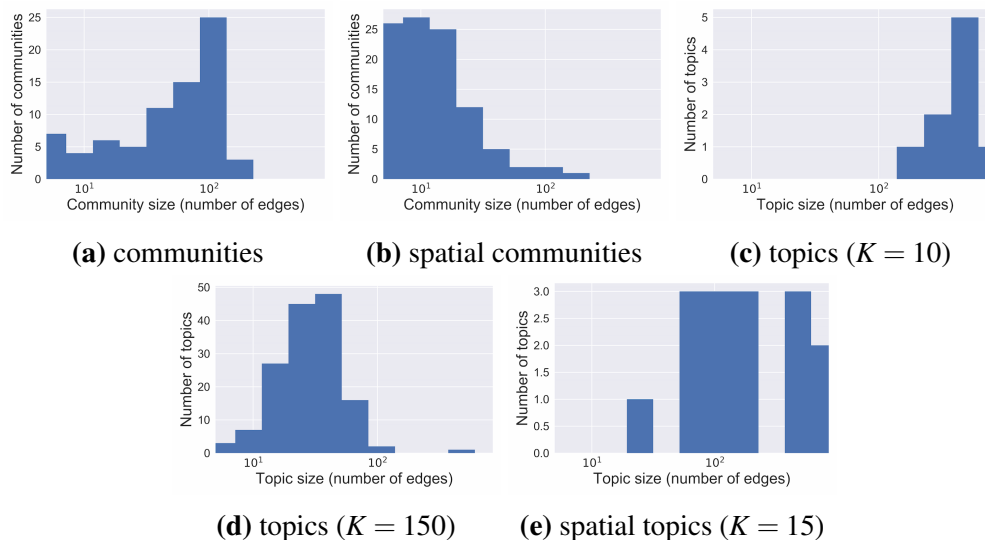 25
20
15
10
5
0
Number of communities
10¹
10²
Community size (number of edges)
(a) communities
25
20
15
10
5
0
Number of communities
10¹
10²
Community size (number of edges)
(b) spatial communities
5
4
3
2
1
0
Number of topics
10¹
10²
Topic size (number of edges)
(c) topics (K = 10)
50
40
30
20
10
0
Number of topics
10¹
10²
Topic size (number of edges)
(d) topics (K = 150)
3.0
2.5
2.0
1.5
1.0
0.5
0.0
Number of topics
10¹
10²
Topic size (number of edges)
(e) spatial topics (K = 15)